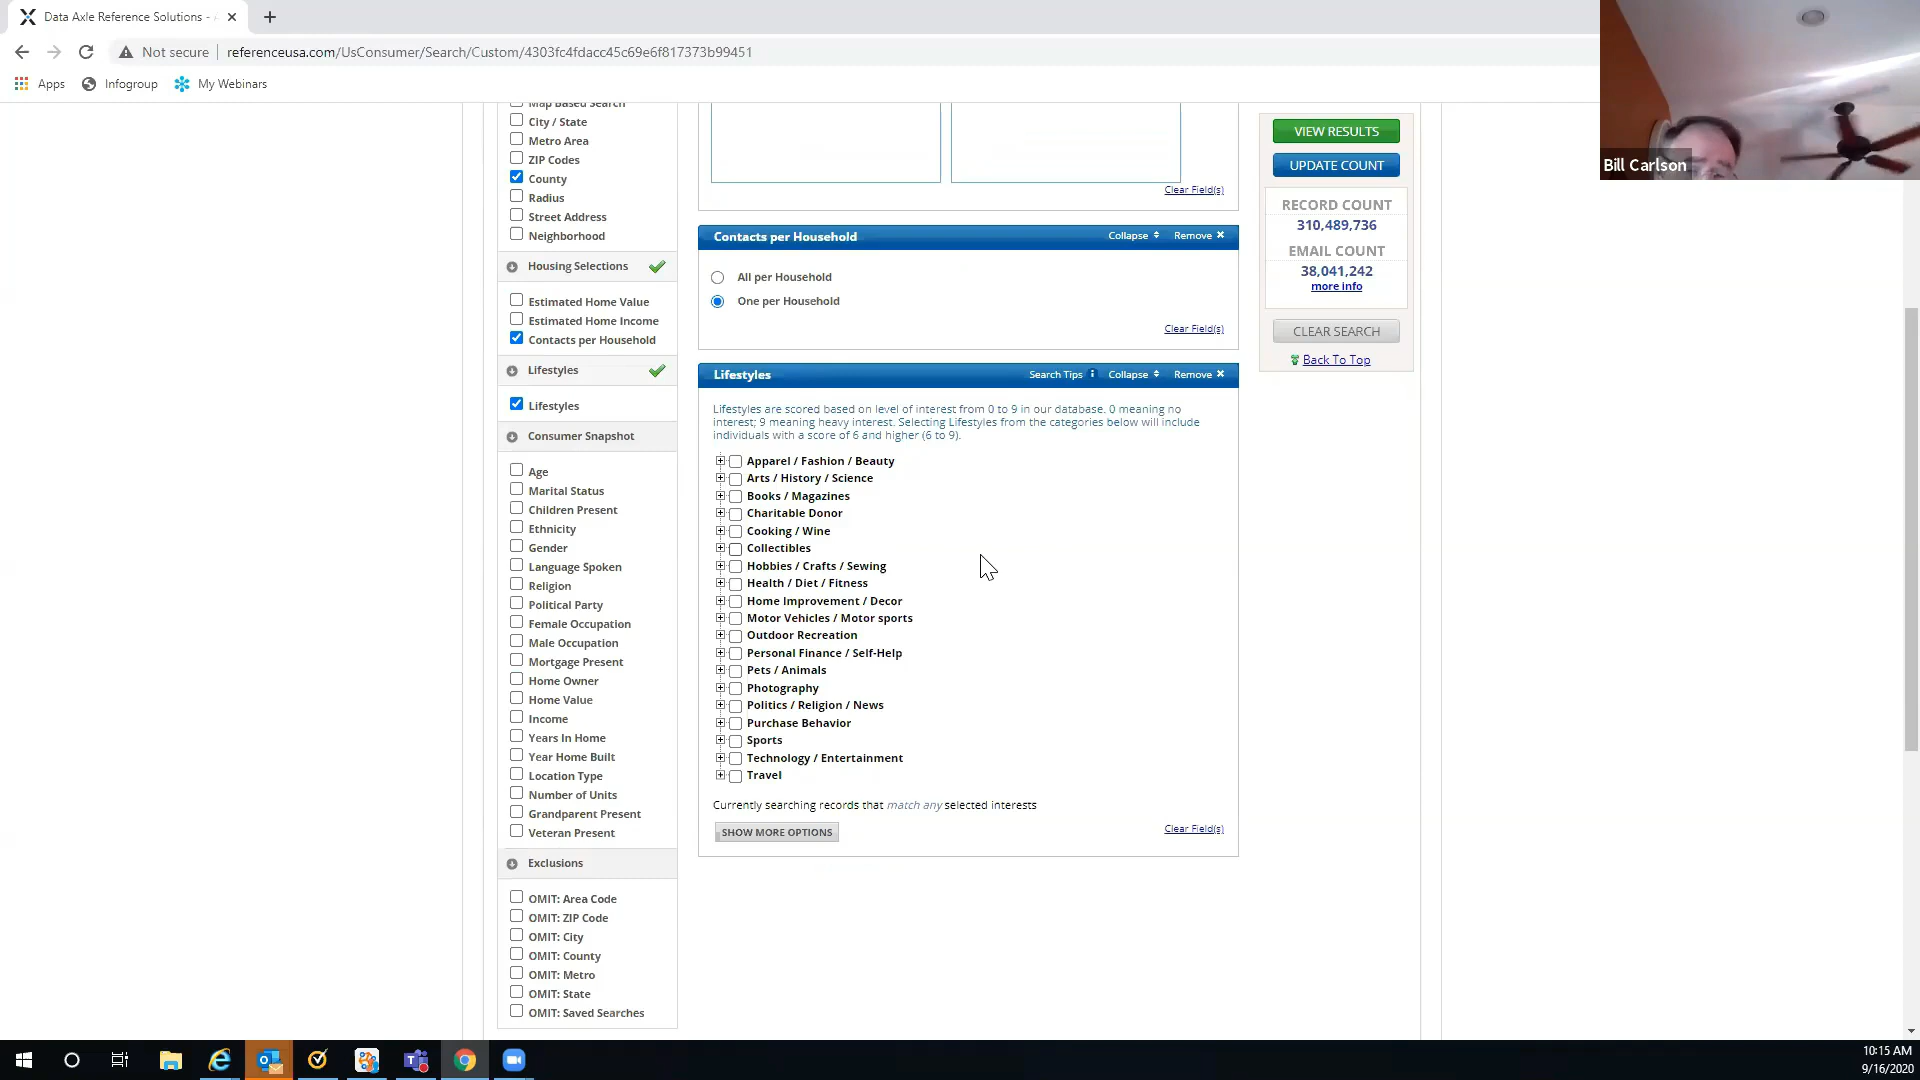 Data Axle Reference Solutions -
Not secure
referenceusa.com/UsConsumer/Search/Custom/4303fc4fdacc45c69e6f817373b99451
Apps
Infogroup
My Webinars
Bill Carlson
Map Based Search
City / State
Metro Area
ZIP Codes
County
Radius
Street Address
Neighborhood
Housing Selections
Estimated Home Value
Estimated Home Income
Contacts per Household
Lifestyles
Lifestyles
Consumer Snapshot
Age
Marital Status
Children Present
Ethnicity
Gender
Language Spoken
Religion
Political Party
Female Occupation
Male Occupation
Mortgage Present
Home Owner
Home Value
Income
Years In Home
Year Home Built
Location Type
Number of Units
Grandparent Present
Veteran Present
Exclusions
OMIT: Area Code
OMIT: ZIP Code
OMIT: City
OMIT: County
OMIT: Metro
OMIT: State
OMIT: Saved Searches
Clear Field(s)
Contacts per Household
Collapse
Remove
All per Household
One per Household
Clear Field(s)
Lifestyles
Search Tips
Collapse
Remove
Lifestyles are scored based on level of interest from 0 to 9 in our database. 0 meaning no
interest; 9 meaning heavy interest. Selecting Lifestyles from the categories below will include
individuals with a score of 6 and higher (6 to 9).
Apparel / Fashion / Beauty
Arts / History / Science
Books / Magazines
Charitable Donor
Cooking / Wine
Collectibles
Hobbies / Crafts / Sewing
Health / Diet / Fitness
Home Improvement / Decor
Motor Vehicles / Motor sports
Outdoor Recreation
Personal Finance / Self-Help
Pets / Animals
Photography
Politics / Religion / News
Purchase Behavior
Sports
Technology / Entertainment
Travel
Currently searching records that match any selected interests
SHOW MORE OPTIONS
Clear Field(s)
VIEW RESULTS
UPDATE COUNT
RECORD COUNT
310,489,736
EMAIL COUNT
38,041,242
more info
CLEAR SEARCH
Back To Top
10:15 AM
9/16/2020